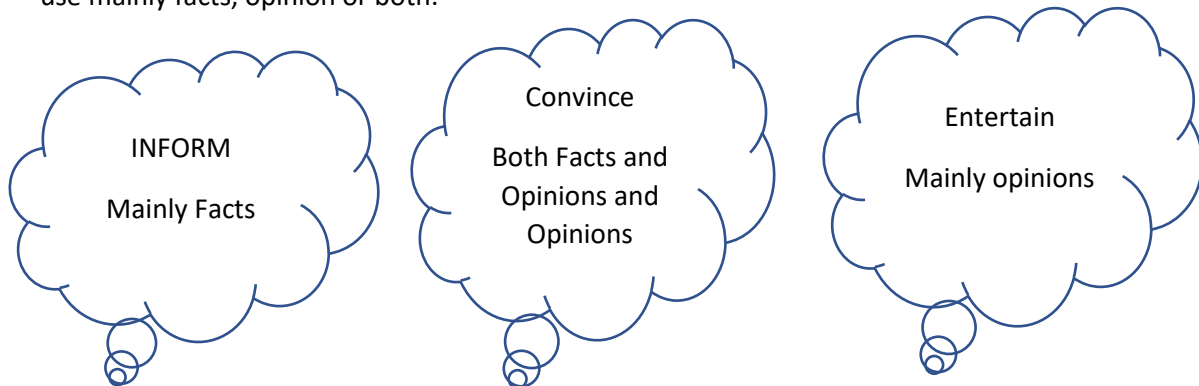 use mainly facts, opinion or both.
INFORM
Mainly Facts
Convince
Both Facts and
Opinions and
Opinions
Entertain
Mainly opinions